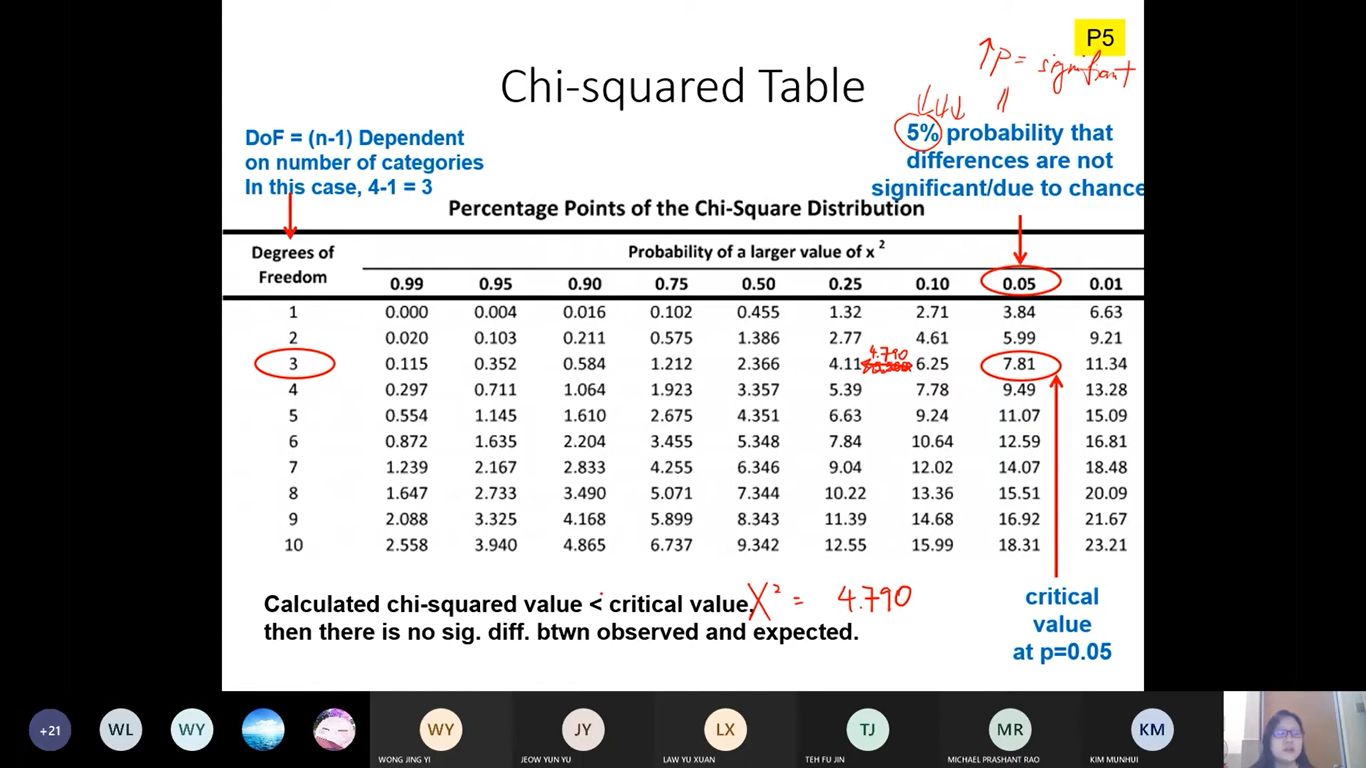 P5
↑P = significant
Chi-squared Table
DoF = (n-1) Dependent
on number of categories
In this case, 4-1 = 3
5% probability that
differences are not
significant/due to chance
Percentage Points of the Chi-Square Distribution
Degrees of Freedom
Probability of a larger value of x²
0.99 0.95 0.90 0.75 0.50 0.25 0.10 0.05 0.01
1 0.000 0.004 0.016 0.102 0.455 1.32 2.71 3.84 6.63
2 0.020 0.103 0.211 0.575 1.386 2.77 4.61 5.99 9.21
4.790
3 0.115 0.352 0.584 1.212 2.366 4.11 6.25 7.81 11.34
4 0.297 0.711 1.064 1.923 3.357 5.39 7.78 9.49 13.28
5 0.554 1.145 1.610 2.675 4.351 6.63 9.24 11.07 15.09
6 0.872 1.635 2.204 3.455 5.348 7.84 10.64 12.59 16.81
7 1.239 2.167 2.833 4.255 6.346 9.04 12.02 14.07 18.48
8 1.647 2.733 3.490 5.071 7.344 10.22 13.36 15.51 20.09
9 2.088 3.325 4.168 5.899 8.343 11.39 14.68 16.92 21.67
10 2.558 3.940 4.865 6.737 9.342 12.55 15.99 18.31 23.21
Calculated chi-squared value < critical value,
then there is no sig. diff. btwn observed and expected.
X² = 4.790
critical
value
at p=0.05
+21 WL WY WY JY LX TJ MR KM
WONG JING YI JEOW YUN YU LAW YU XUAN TEH FU JIN MICHAEL PRASHANT RAO KIM MUNHUI